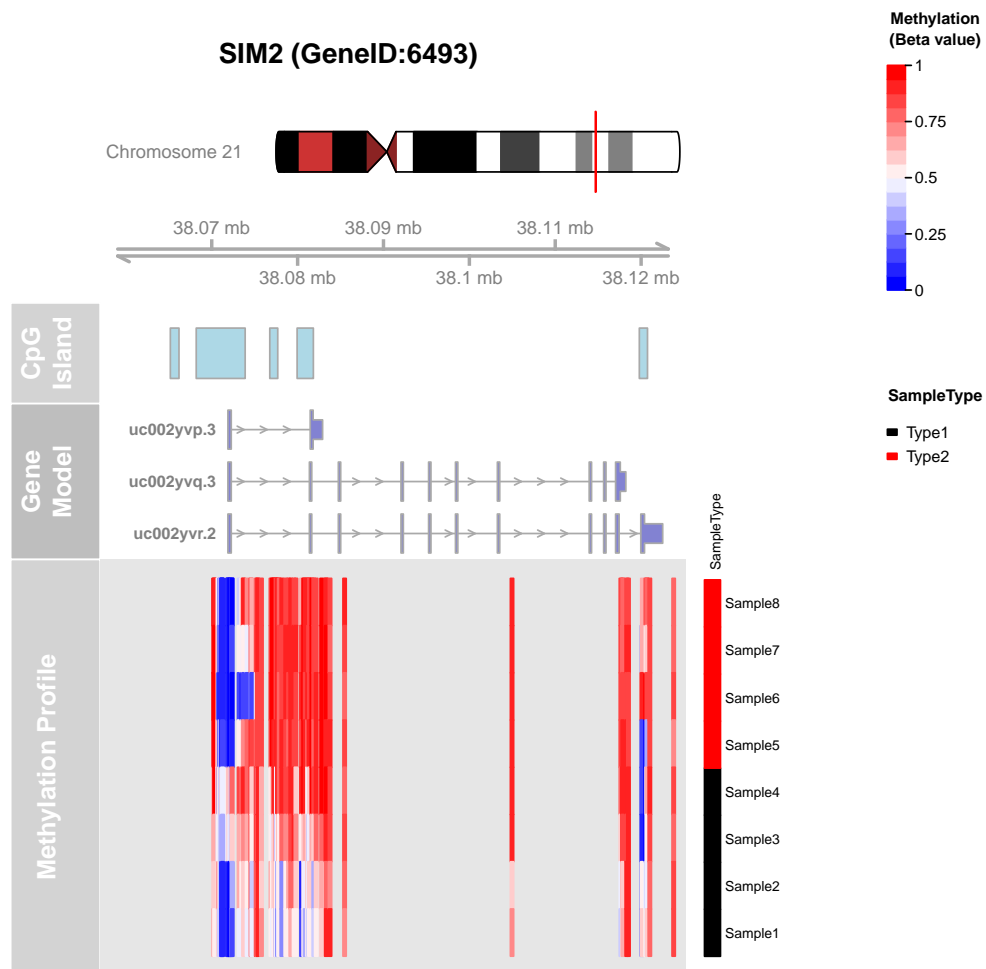 SIM2 (GeneID:6493)
Methylation
(Beta value)
1
0.75
0.5
0.25
0
Chromosome 21
38.07 mb
38.09 mb
38.11 mb
38.08 mb
38.1 mb
38.12 mb
CpG
Island
SampleType
Type1
Type2
Gene
Model
uc002yvp.3
uc002yvq.3
uc002yvr.2
SampleType
Methylation Profile
Sample8
Sample7
Sample6
Sample5
Sample4
Sample3
Sample2
Sample1